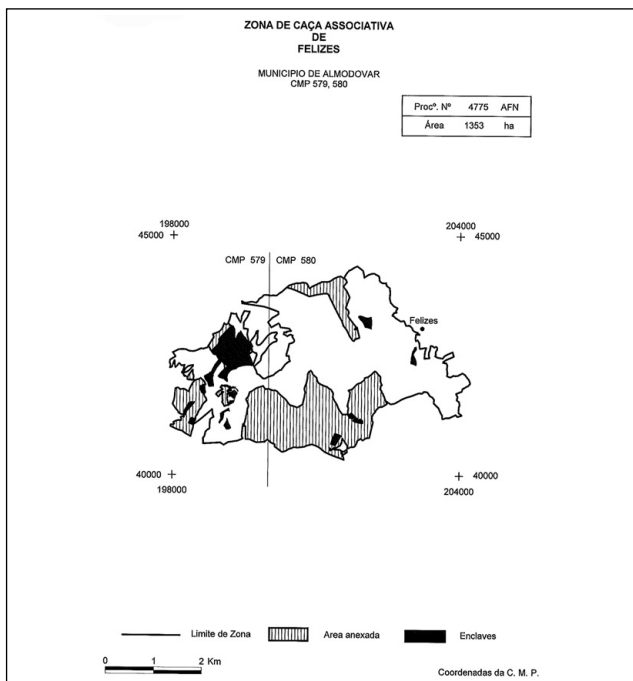 ZONA DE CAÇA ASSOCIATIVA
DE
FELIZES
MUNICIPIO DE ALMODOVAR
CMP 579, 580
Procº. Nº 4775 AFN
Área 1353 ha
198000
45000
204000
45000
CMP 579 CMP 580
Felizes
40000
198000
40000
204000
Limite de Zona Area anexada Enclaves
0 1 2 Km
Coordenadas da C. M. P.